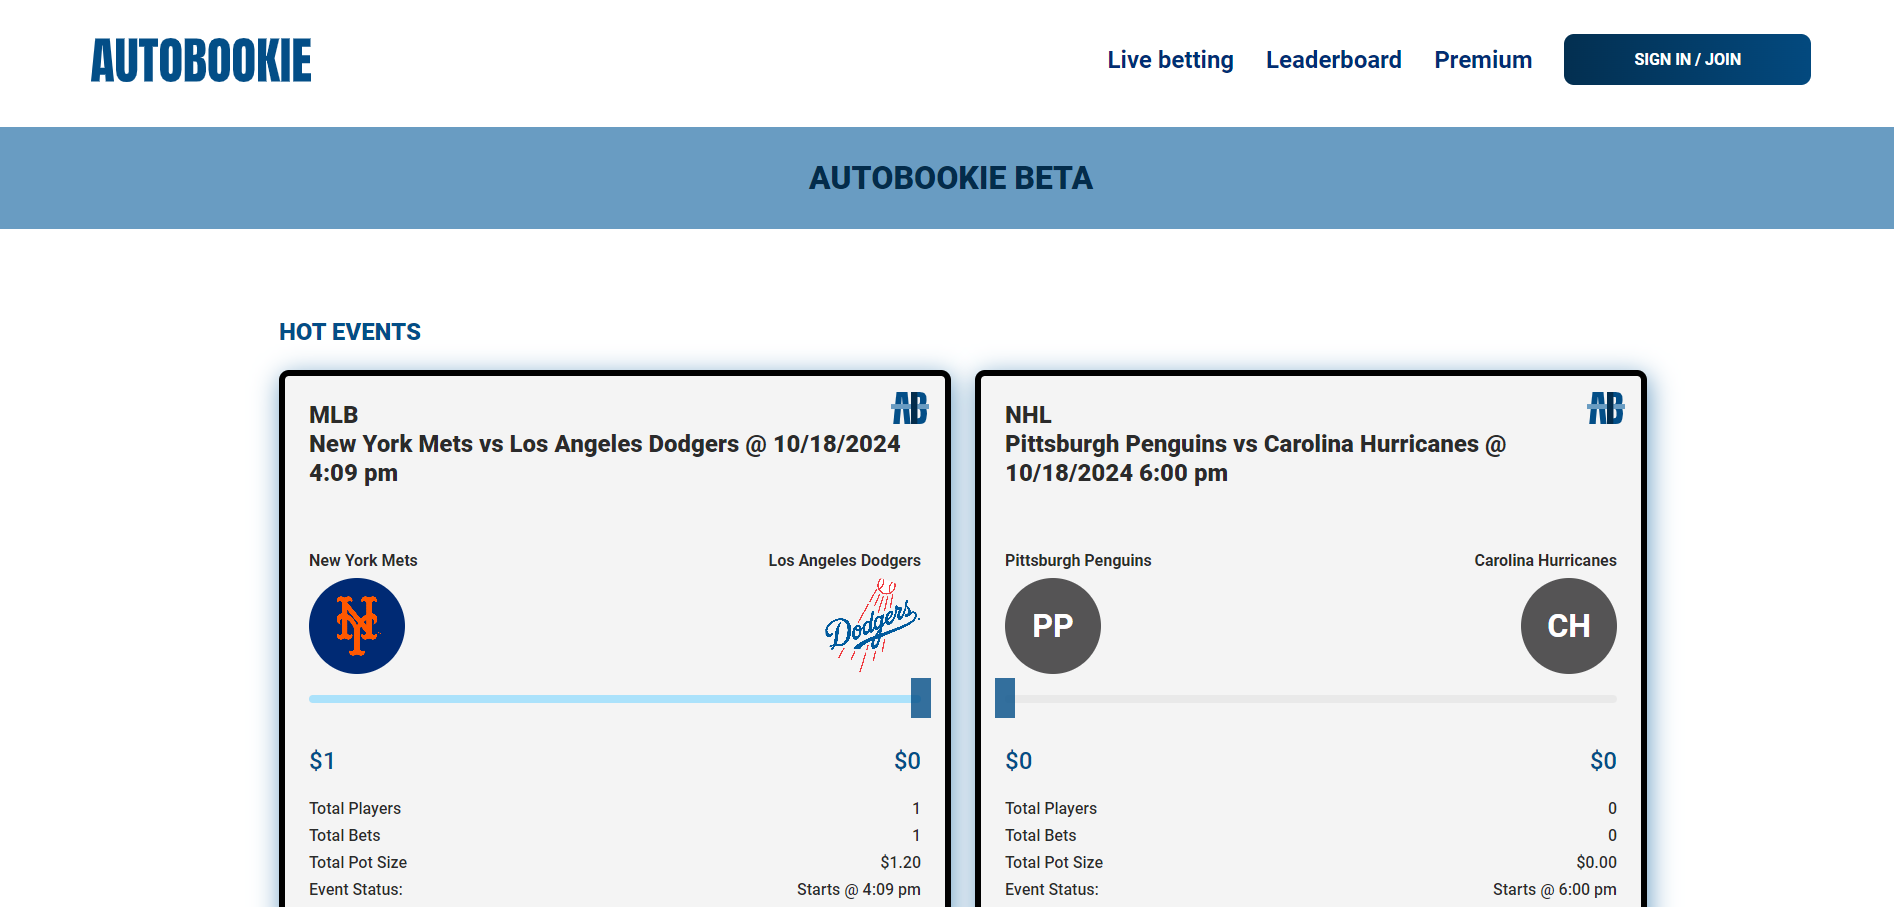 AUTOBOOKIE
Live betting
Leaderboard
Premium
SIGN IN / JOIN
AUTOBOOKIE BETA
HOT EVENTS
AB
MLB
New York Mets vs Los Angeles Dodgers @ 10/18/2024
4:09 pm
New York Mets
Los Angeles Dodgers
NY
Dodgers
$1
$0
Total Players
1
Total Bets
1
Total Pot Size
$1.20
Event Status:
Starts @ 4:09 pm
AB
NHL
Pittsburgh Penguins vs Carolina Hurricanes @
10/18/2024 6:00 pm
Pittsburgh Penguins
Carolina Hurricanes
PP
CH
$0
$0
Total Players
0
Total Bets
0
Total Pot Size
$0.00
Event Status:
Starts @ 6:00 pm